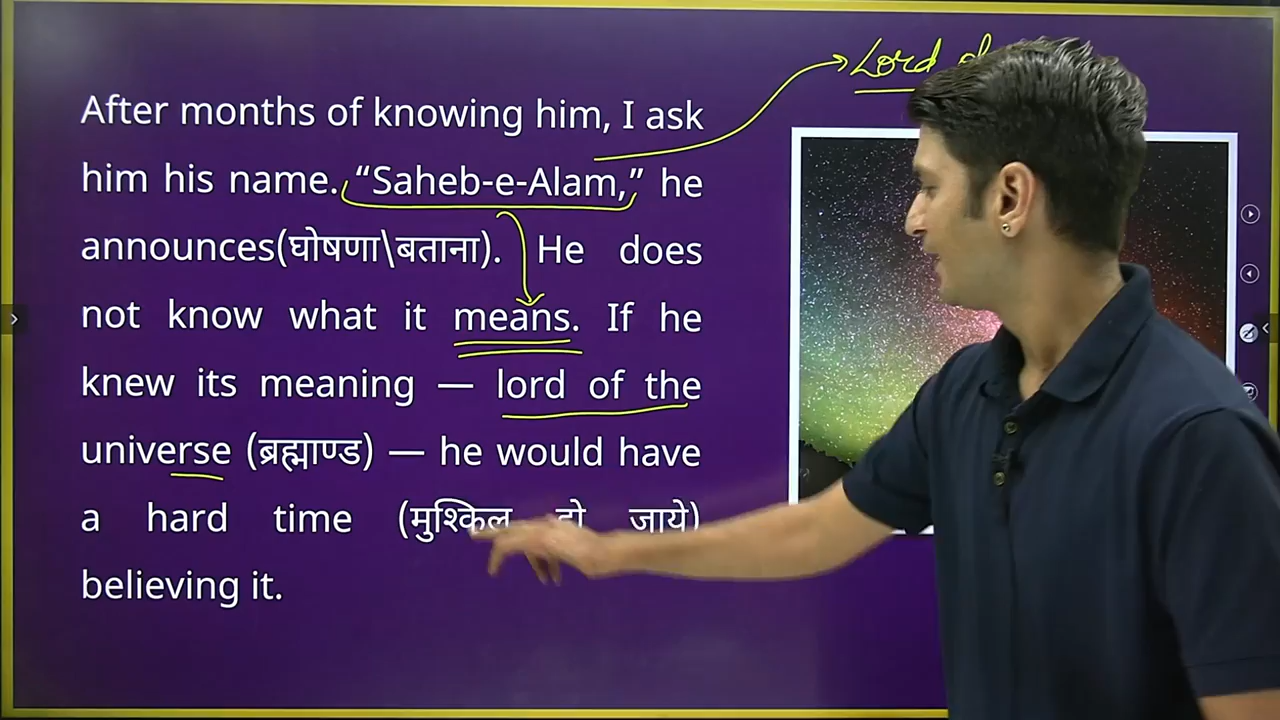 Lord of
After months of knowing him, I ask
him his name. “Saheb-e-Alam,” he
announces(घोषणा\बताना). He does
not know what it means. If he
knew its meaning — lord of the
universe (ब्रह्माण्ड) — he would have
a hard time (मुश्किल हो जाये)
believing it.